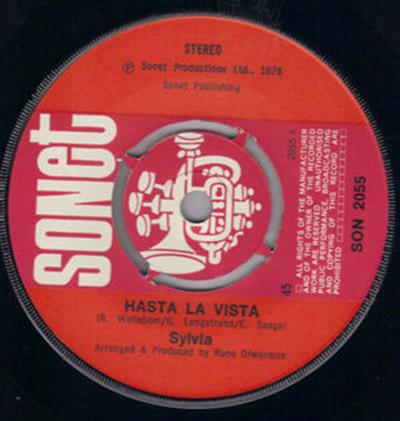 STEREO
℗ Sonet Productions Ltd., 1976
Sonet Publishing
sonet
2055 A
□ ALL RIGHTS OF THE MANUFACTURER
AND OF THE OWNER OF THE RECORDED
WORK ARE RESERVED. UNAUTHORISED
PUBLIC PERFORMANCE, BROADCASTING
AND COPYING OF THIS RECORD ARE
PROHIBITED
SON 2055
45
HASTA LA VISTA
(R. Wallebom/G. Lengstrand/E. Saago)
Sylvia
Arranged & Produced by Rune Ofwerman